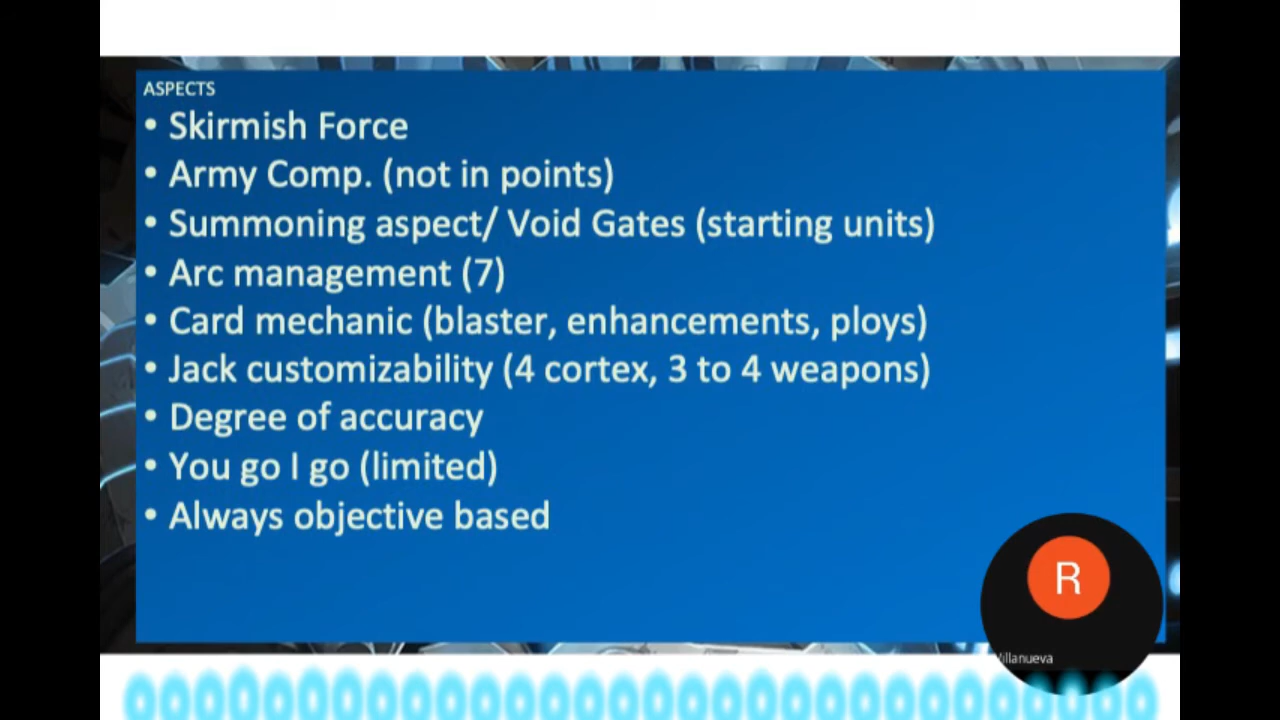 ASPECTS
• Skirmish Force
• Army Comp. (not in points)
• Summoning aspect/ Void Gates (starting units)
• Arc management (7)
• Card mechanic (blaster, enhancements, ploys)
• Jack customizability (4 cortex, 3 to 4 weapons)
• Degree of accuracy
• You go I go (limited)
• Always objective based
R
Villanueva